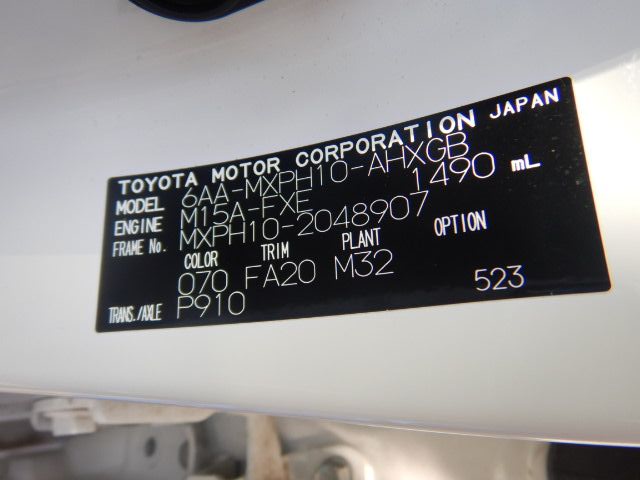 TOYOTA MOTOR CORPORATION JAPAN
MODEL 6AA-MXPH10-AHXGB
ENGINE M15A-FXE 1490 mL
FRAME No. MXPH10-2048907
COLOR TRIM PLANT OPTION
070 FA20 M32
TRANS./AXLE P910 523